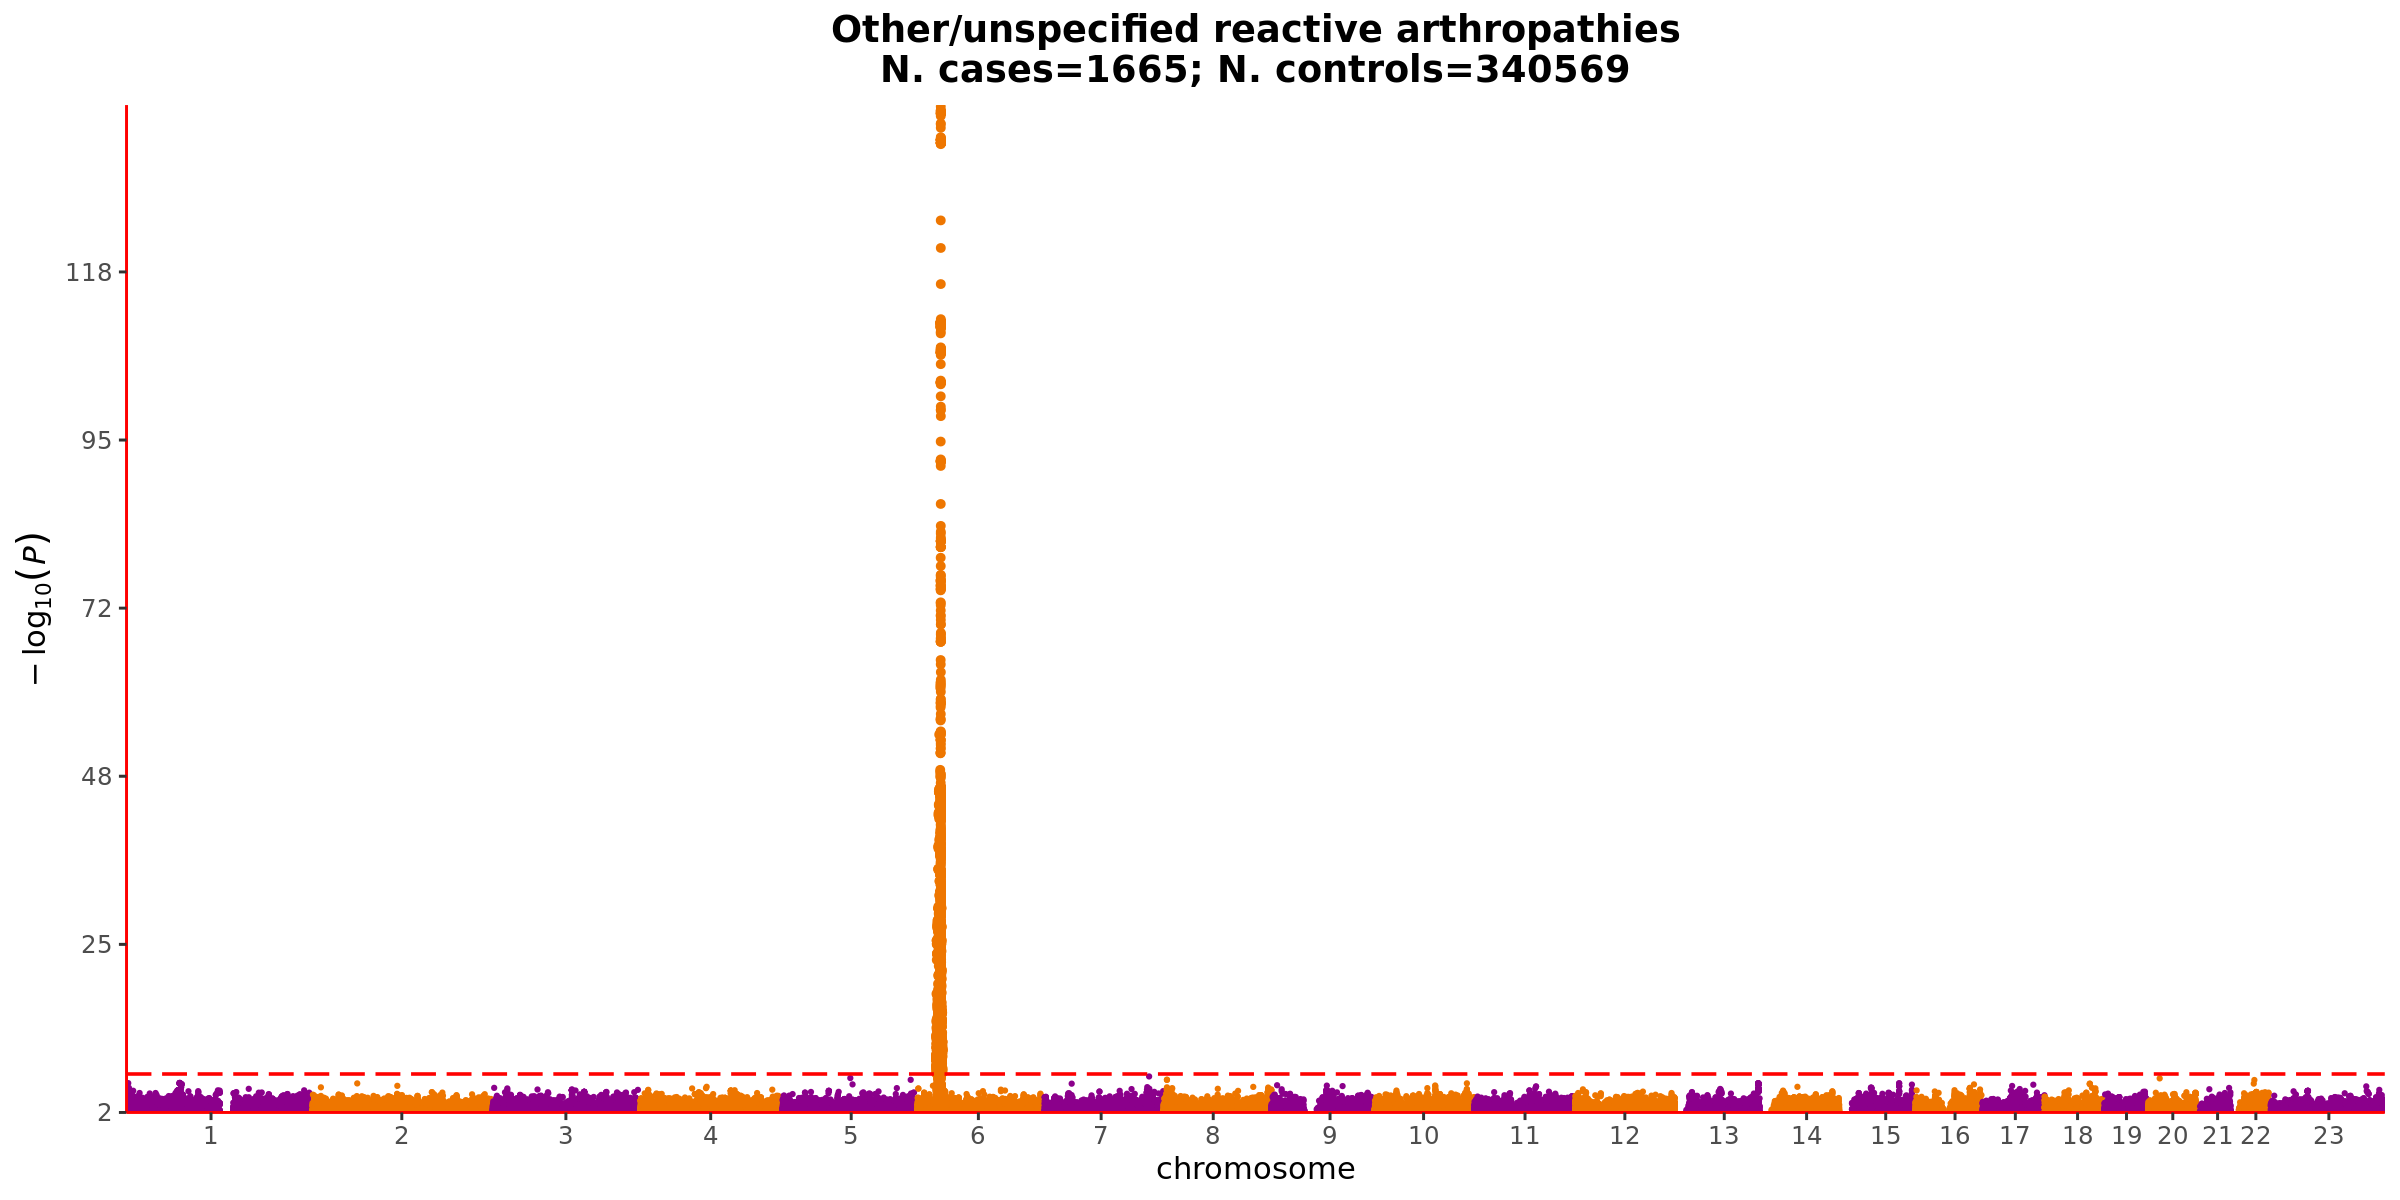 Other/unspecified reactive arthropathies
N. cases=1665; N. controls=340569
118
95
72
48
25
2
− log10(P)
1 2 3 4 5 6 7 8 9 10 11 12 13 14 15 16 17 18 19 20 21 22 23
chromosome